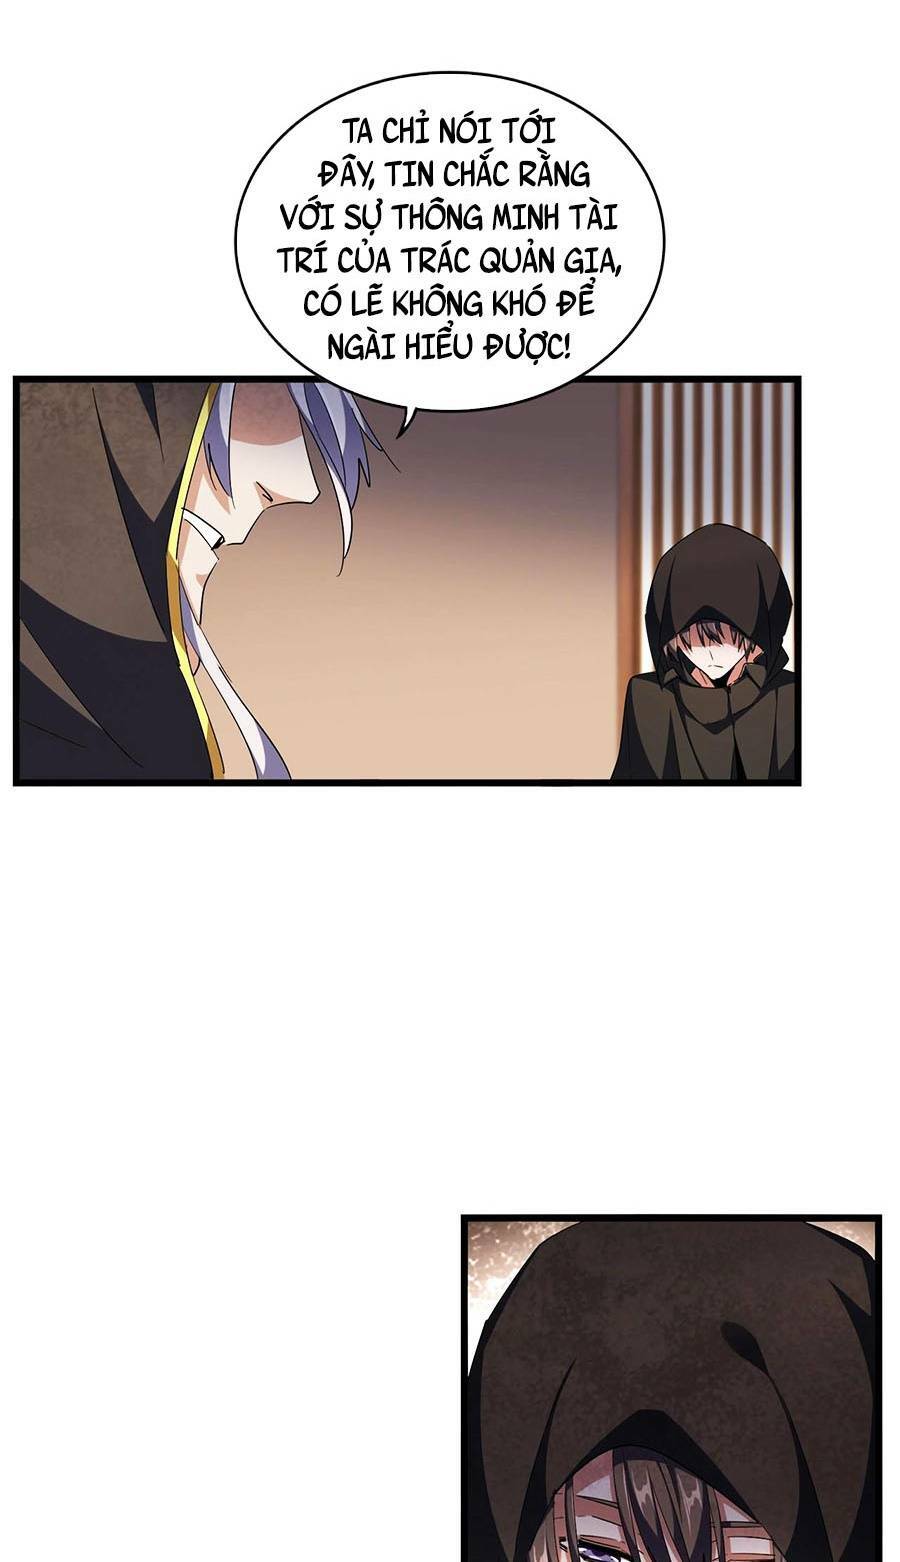 TA CHỈ NÓI TỚI
ĐÂY, TIN CHẮC RẰNG
VỚI SỰ THÔNG MINH TÀI
TRÍ CỦA TRÁC QUẢN GIA,
CÓ LẼ KHÔNG KHÓ ĐỂ
NGÀI HIỂU ĐƯỢC!